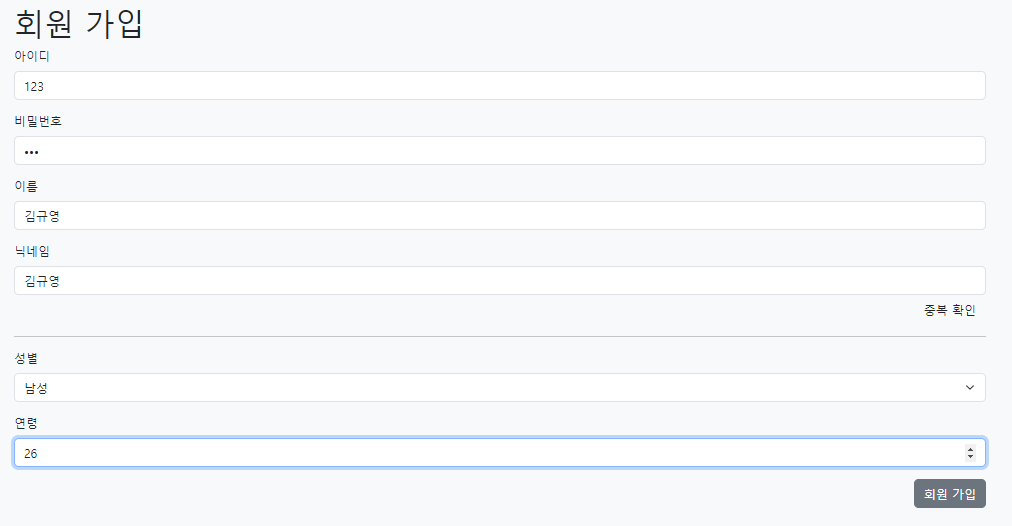 회원 가입
아이디
123
비밀번호
•••
이름
김규영
닉네임
김규영
중복 확인
성별
남성
연령
26
회원 가입